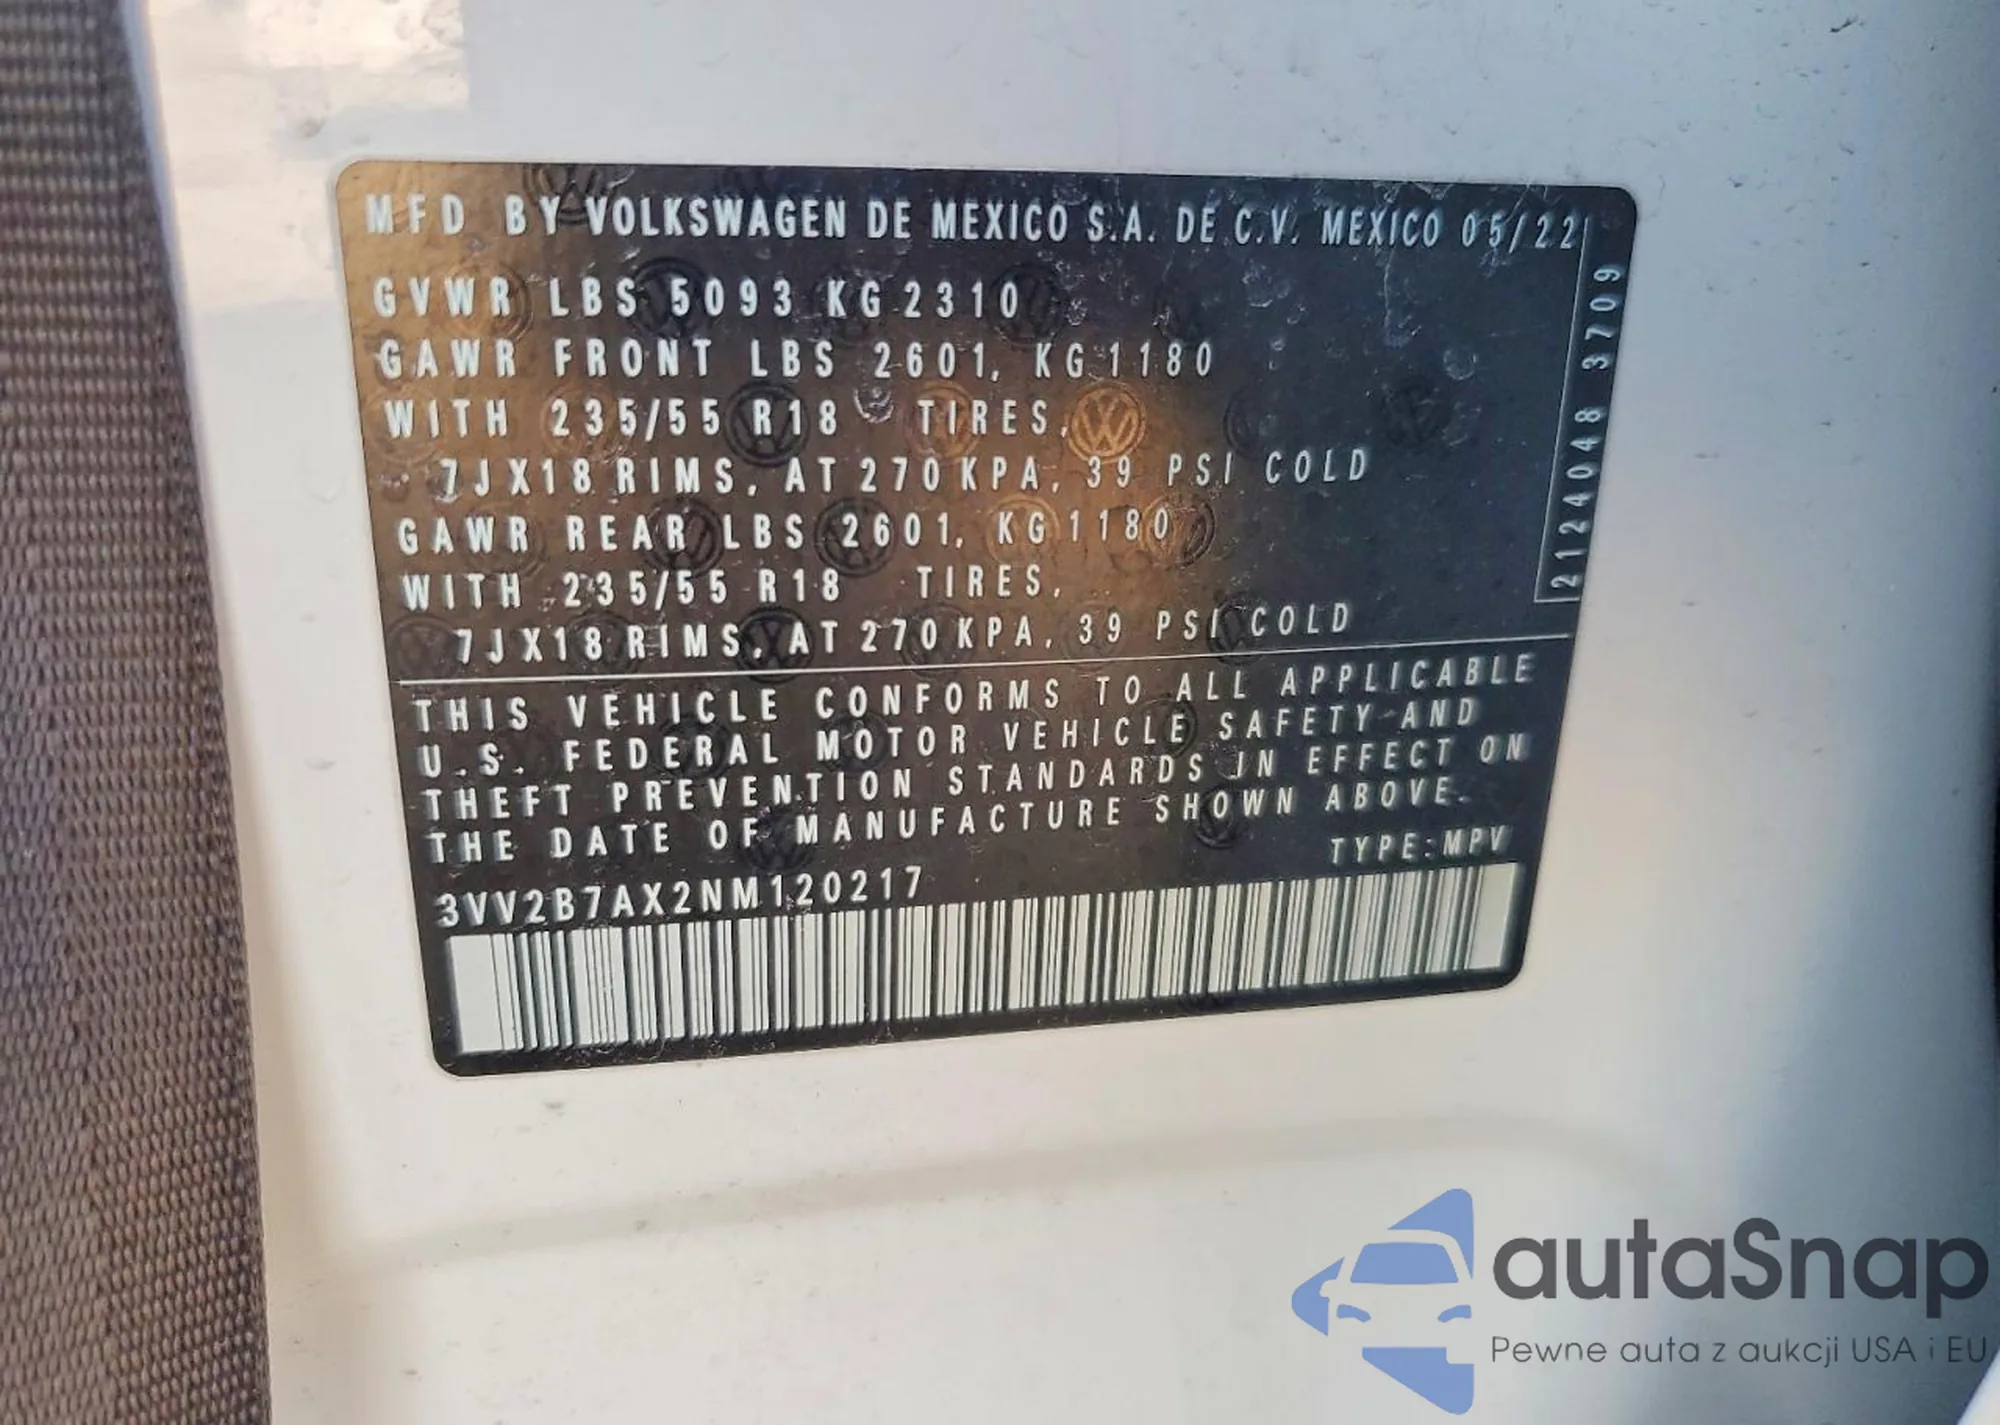 MFD BY VOLKSWAGEN DE MEXICO S.A. DE C.V. MEXICO 05/22
GVWR LBS 5093 KG 2310
GAWR FRONT LBS 2601, KG 1180
WITH 235/55 R18 TIRES,
7JX18 RIMS, AT 270 KPA, 39 PSI COLD
GAWR REAR LBS 2601, KG 1180
WITH 235/55 R18 TIRES,
7JX18 RIMS, AT 270 KPA, 39 PSI COLD
2124048 3709
THIS VEHICLE CONFORMS TO ALL APPLICABLE
U.S. FEDERAL MOTOR VEHICLE SAFETY AND
THEFT PREVENTION STANDARDS IN EFFECT ON
THE DATE OF MANUFACTURE SHOWN ABOVE.
TYPE: MPV
3VV2B7AX2NM120217
autaSnap
Pewne auta z aukcji USA i EU